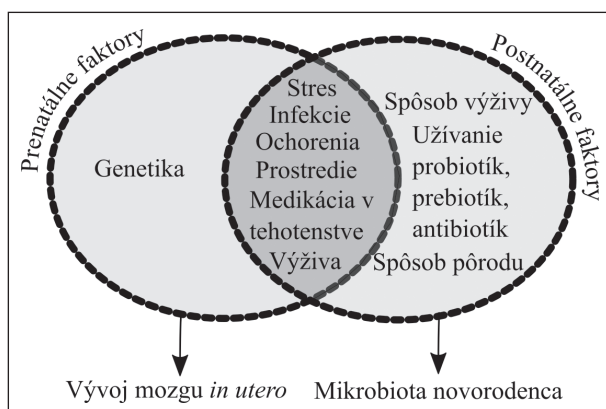 Prenatálne faktory
Genetika
Stres
Infekcie
Ochorenia
Prostredie
Medikácia v
tehotenstve
Výživa
Postnatálne faktory
Spôsob výživy
Užívanie
probiotík,
prebiotík,
antibiotík
Spôsob pôrodu
Vývoj mozgu in utero
Mikrobiota novorodenca